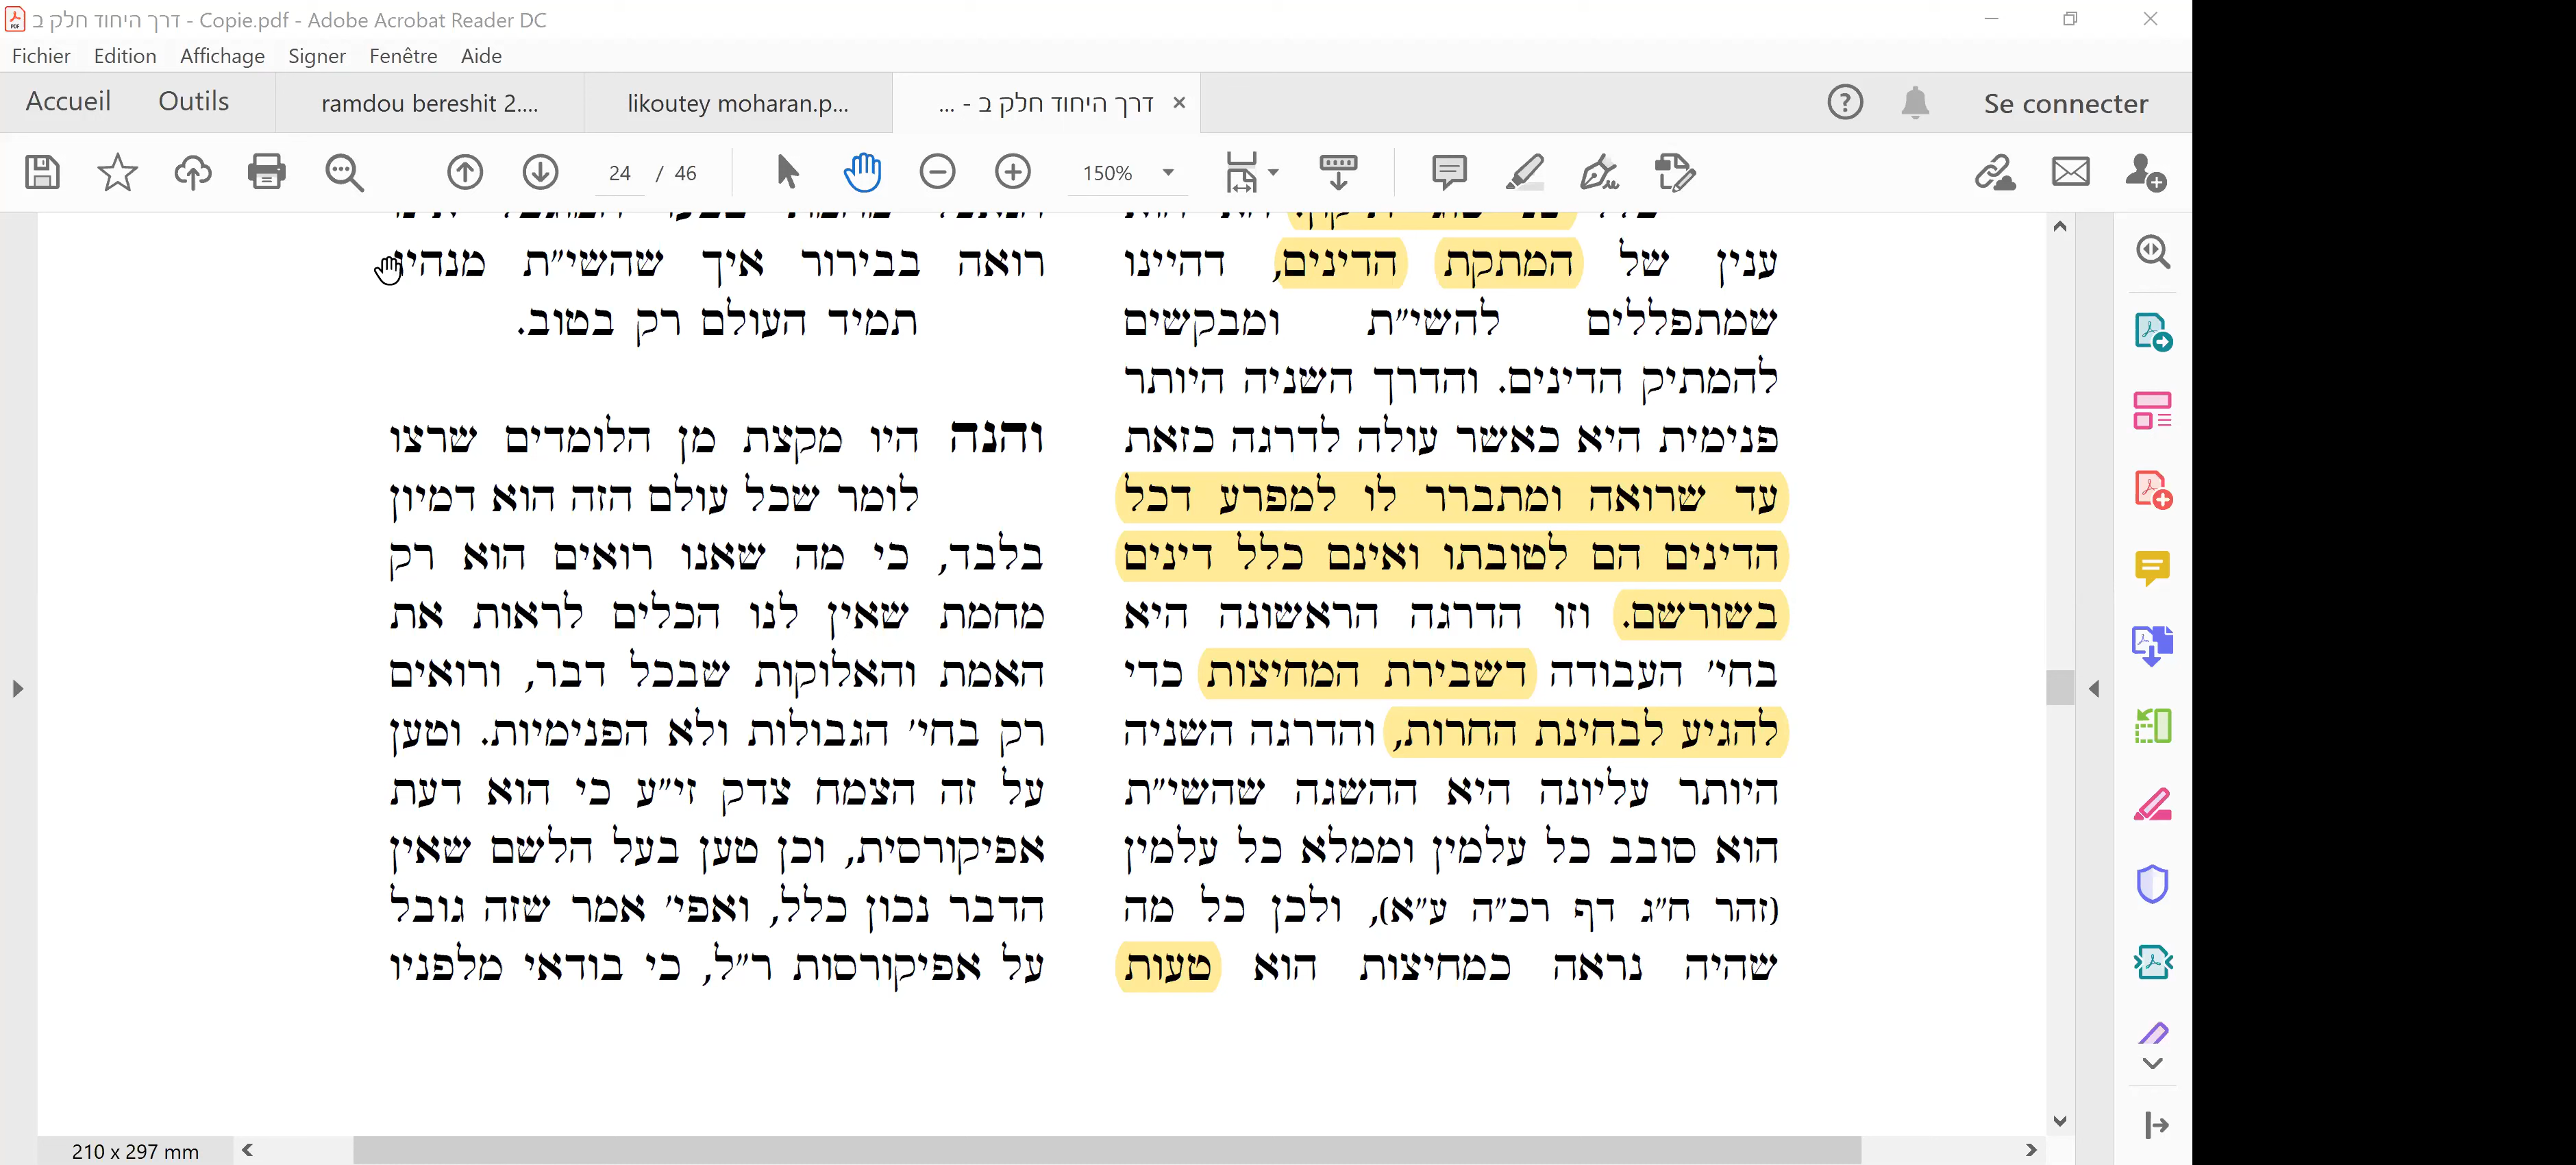 דרך היחוד חלק ב - Copie.pdf - Adobe Acrobat Reader DC
Fichier Edition Affichage Signer Fenêtre Aide
Accueil Outils ramdou bereshit 2.... likoutey moharan.p... דרך היחוד חלק ב - ... Se connecter
24 / 46 150%
ענין של המתקת הדינים, דהיינו
שמתפללים להשי״ת ומבקשים
להמתיק הדינים. והדרך השניה היותר
פנימית היא כאשר עולה לדרגה כזאת
עד שרואה ומתברר לו למפרע דכל
הדינים הם לטובתו ואינם כלל דינים
בשורשם. וזו הדרגה הראשונה היא
בחי׳ העבודה דשבירת המחיצות כדי
להגיע לבחינת החרות, והדרגה השניה
היותר עליונה היא ההשגה שהשי״ת
הוא סובב כל עלמין וממלא כל עלמין
(זהר ח״ג דף רכ״ה ע״א), ולכן כל מה
שהיה נראה כמחיצות הוא טעות
רואה בבירור איך שהשי״ת
תמיד העולם רק בטוב.
והנה היו מקצת מן הלומדים שרצו
לומר שכל עולם הזה הוא דמיון
בלבד, כי מה שאנו רואים הוא רק
מחמת שאין לנו הכלים לראות את
האמת והאלוקות שבכל דבר, ורואים
רק בחי׳ הגבולות ולא הפנימיות. וטען
על זה הצמח צדק זי״ע כי הוא דעת
אפיקורסית, וכן טען בעל הלשם שאין
הדבר נכון כלל, ואפי׳ אמר שזה גובל
על אפיקורסות ר״ל, כי בודאי מלפניו
210 x 297 mm